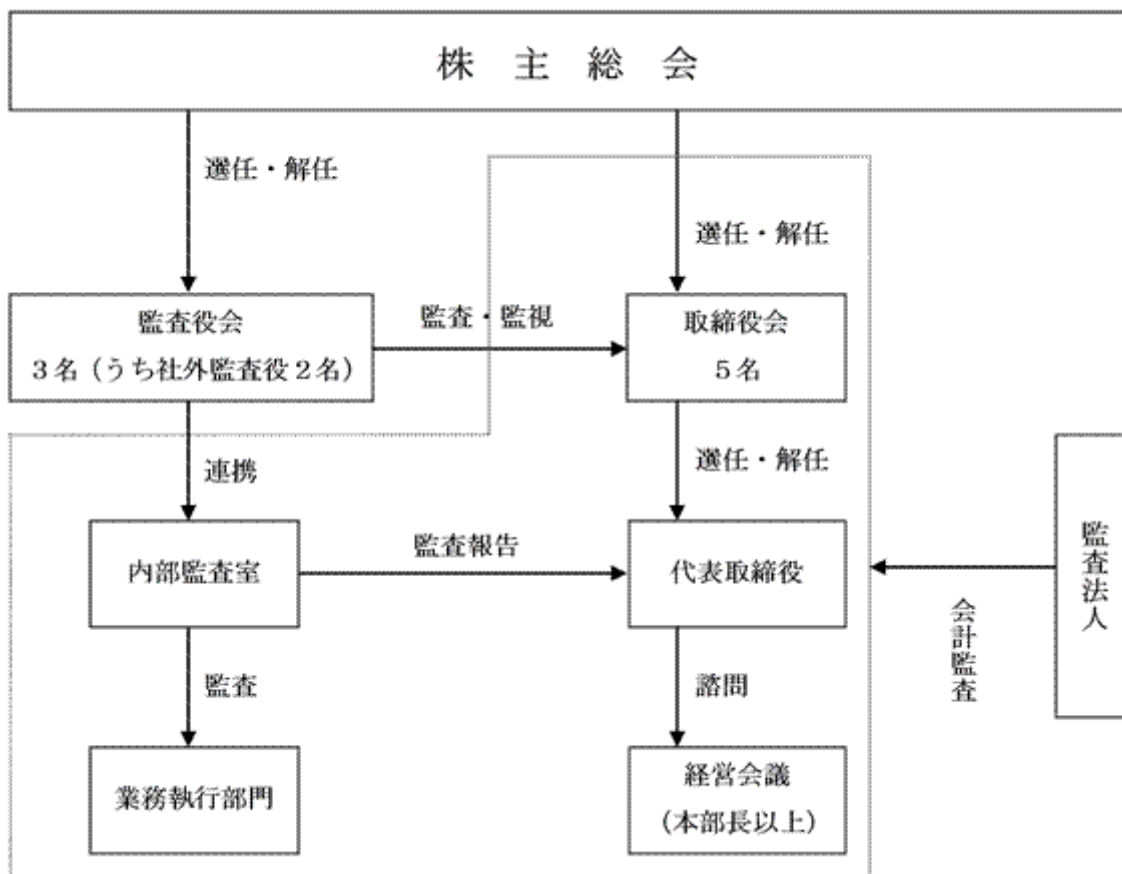 株主総会
選任・解任
選任・解任
監査役会
３名（うち社外監査役２名）
監査・監視
取締役会
５名
連携
選任・解任
内部監査室
監査報告
代表取締役
監査法人
会計監査
監査
諮問
業務執行部門
経営会議
（本部長以上）